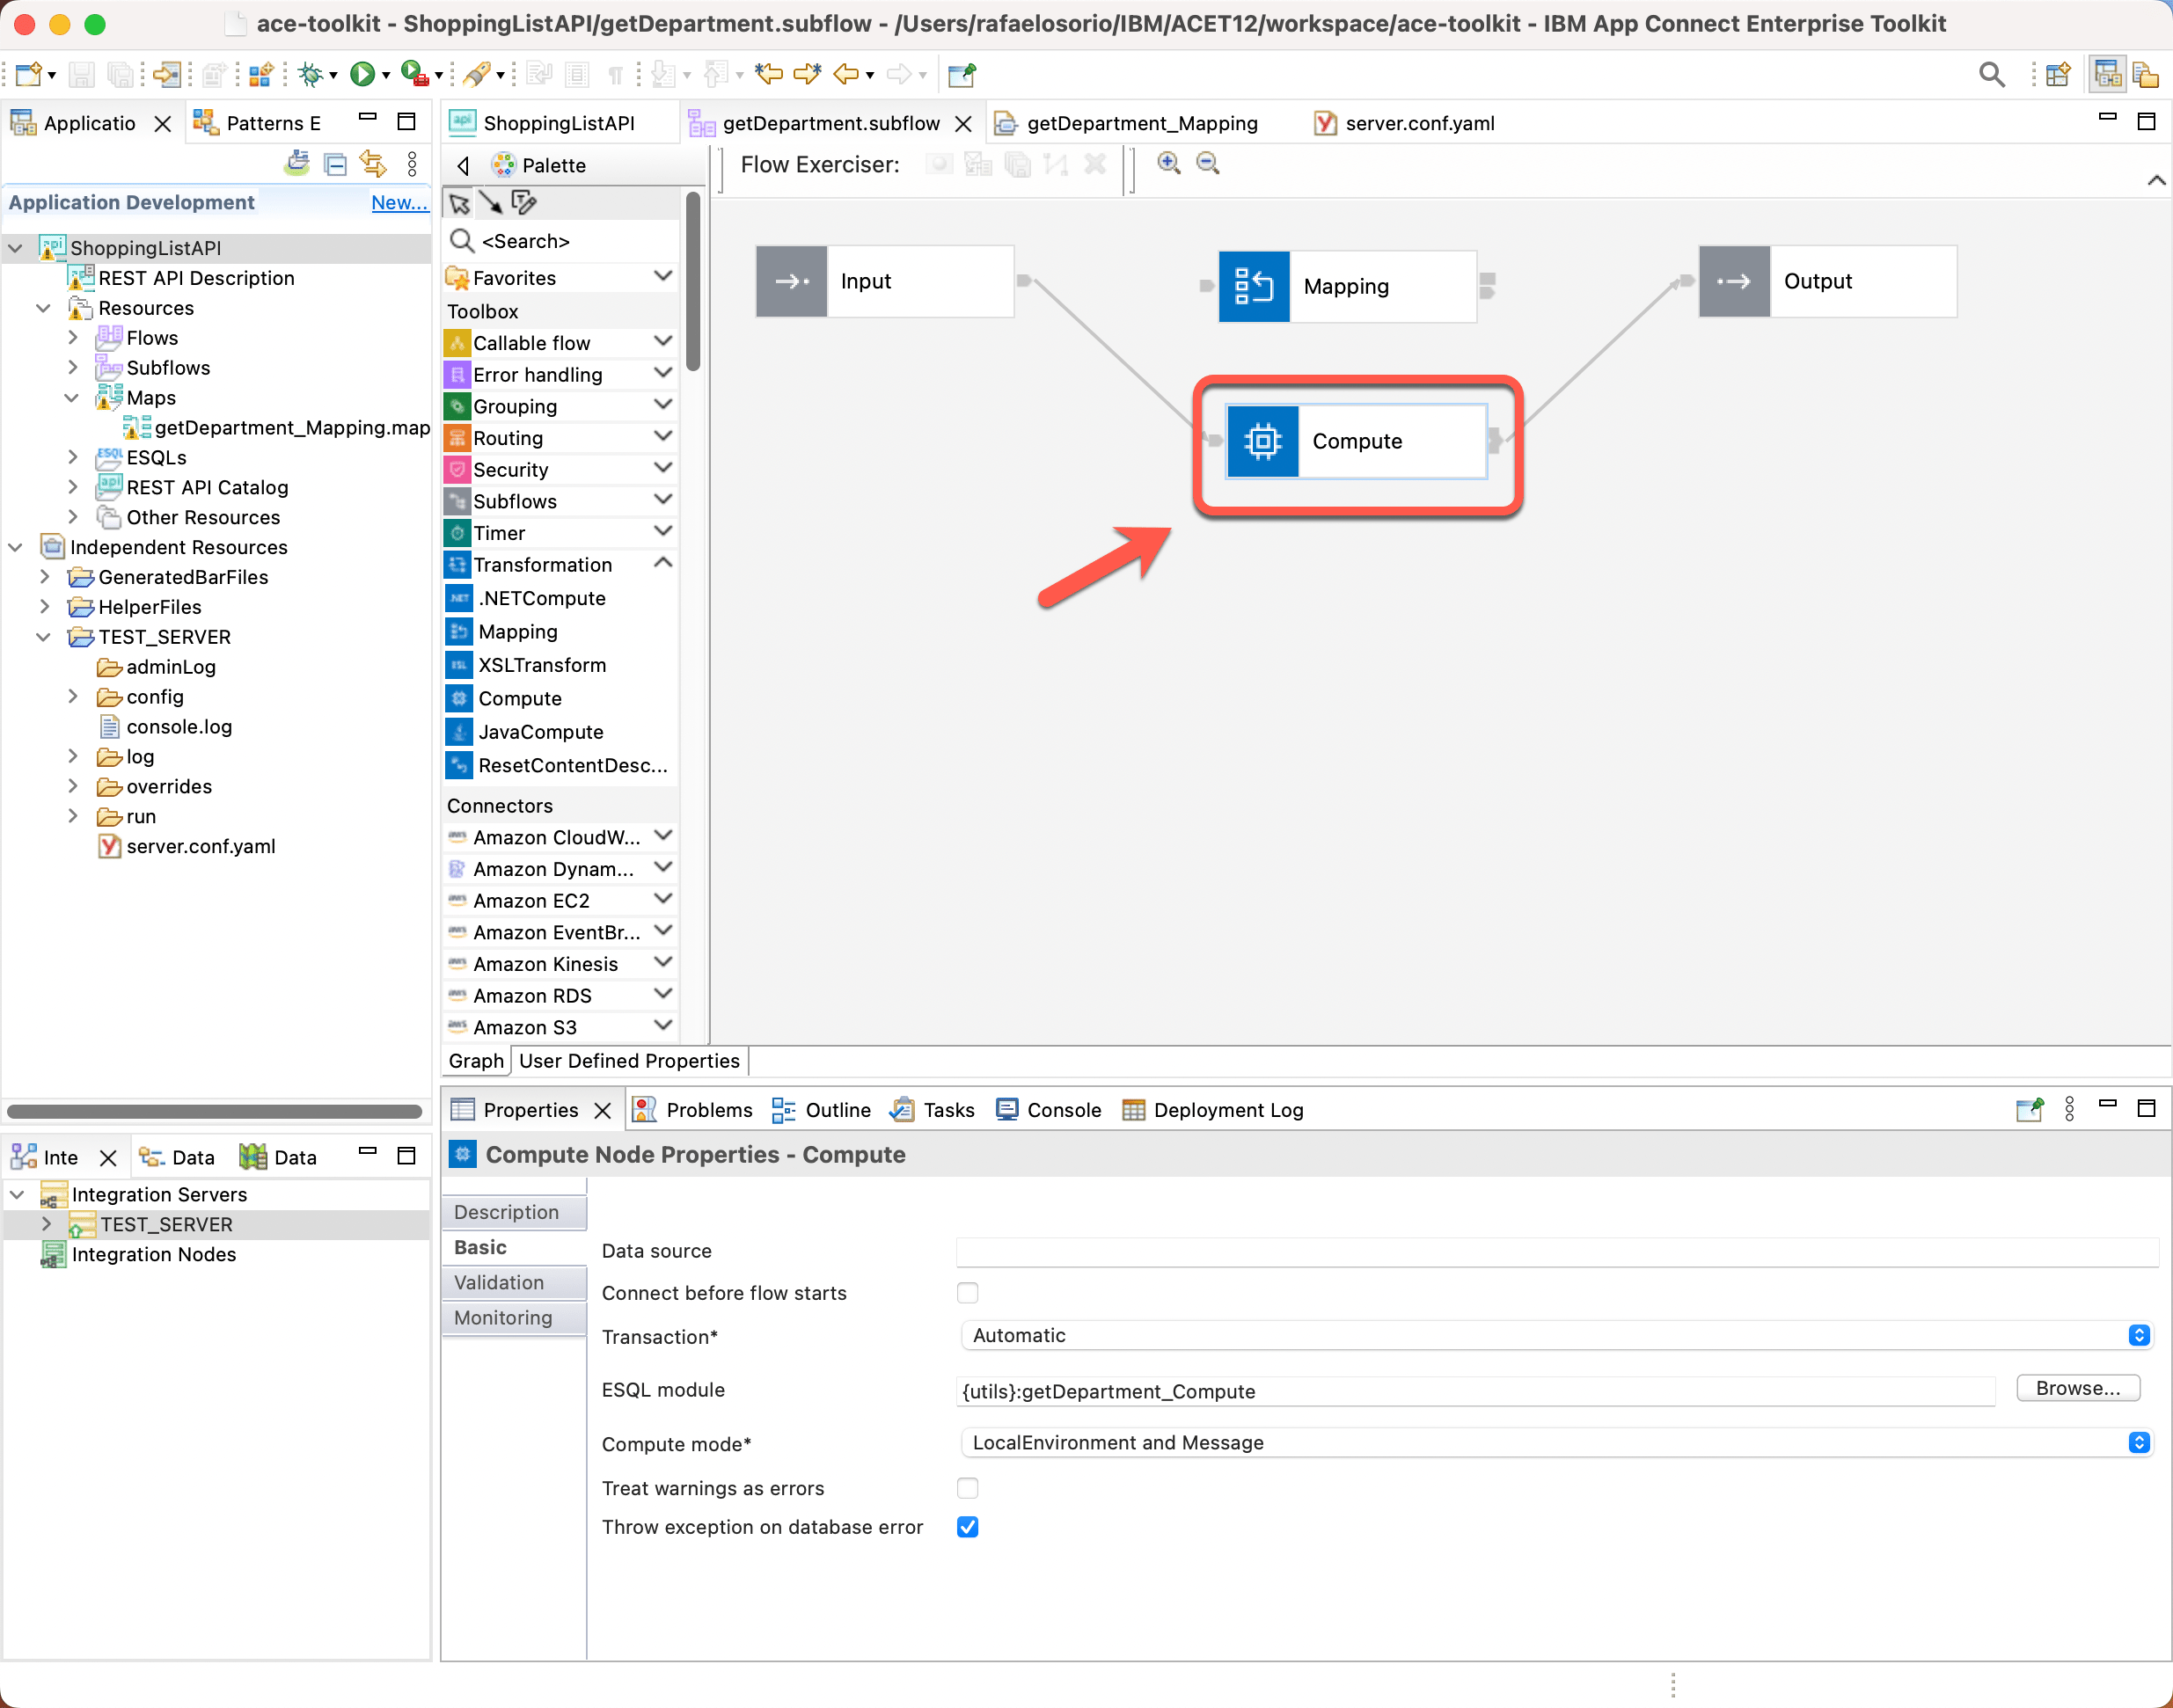 ace-toolkit - ShoppingListAPI/getDepartment.subflow - /Users/rafaelosorio/IBM/ACET12/workspace/ace-toolkit - IBM App Connect Enterprise Toolkit
Applicatio
Patterns E
Application Development
New...
ShoppingListAPI
REST API Description
Resources
Flows
Subflows
Maps
getDepartment_Mapping.map
ESQLs
REST API Catalog
Other Resources
Independent Resources
GeneratedBarFiles
HelperFiles
TEST_SERVER
adminLog
config
console.log
log
overrides
run
server.conf.yaml
Inte
Data
Data
Integration Servers
TEST_SERVER
Integration Nodes
ShoppingListAPI
getDepartment.subflow
getDepartment_Mapping
server.conf.yaml
Palette
Flow Exerciser:
<Search>
Favorites
Toolbox
Callable flow
Error handling
Grouping
Routing
Security
Subflows
Timer
Transformation
.NETCompute
Mapping
XSLTransform
Compute
JavaCompute
ResetContentDesc...
Connectors
Amazon CloudW...
Amazon Dynam...
Amazon EC2
Amazon EventBr...
Amazon Kinesis
Amazon RDS
Amazon S3
Input
Mapping
Output
Compute
Graph
User Defined Properties
Properties
Problems
Outline
Tasks
Console
Deployment Log
Compute Node Properties - Compute
Description
Basic
Validation
Monitoring
Data source
Connect before flow starts
Transaction*
Automatic
ESQL module
{utils}:getDepartment_Compute
Browse...
Compute mode*
LocalEnvironment and Message
Treat warnings as errors
Throw exception on database error